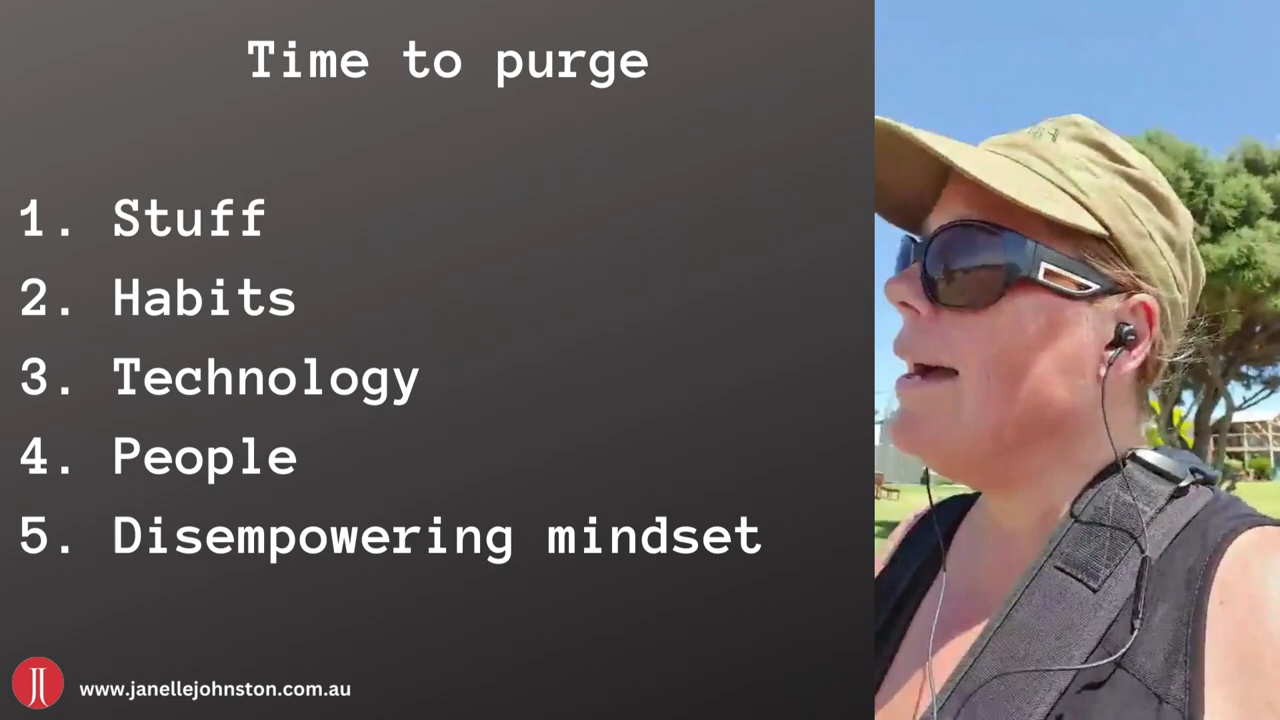 Time to purge
1. Stuff
2. Habits
3. Technology
4. People
5. Disempowering mindset
www.janellejohnston.com.au